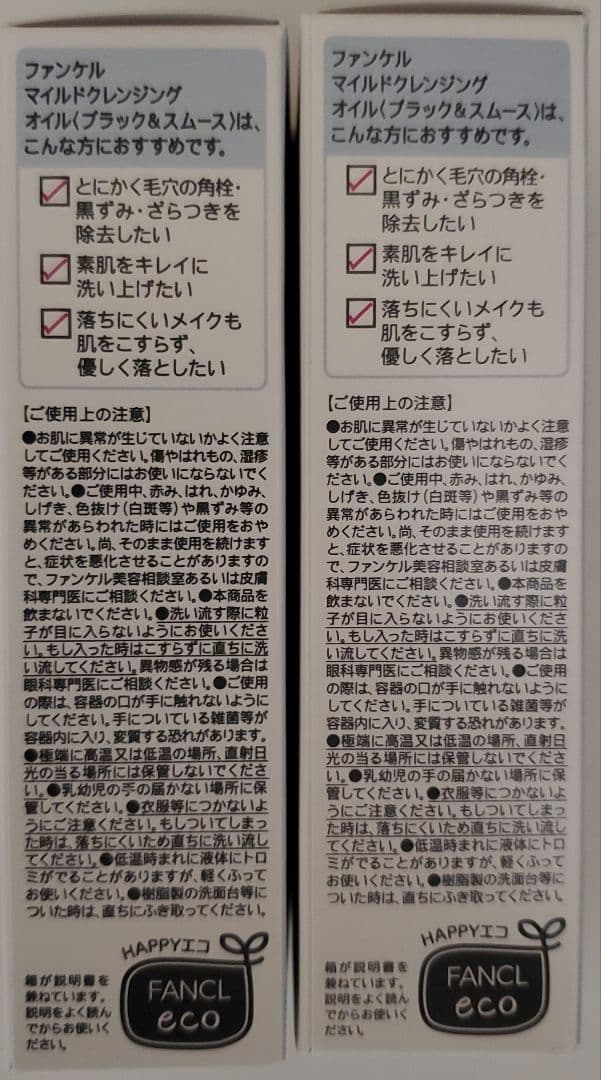 ファンケル
マイルドクレンジング
オイル〈ブラック&スムース〉は、
こんな方におすすめです。
とにかく毛穴の角栓・
黒ずみ・ざらつきを
除去したい
素肌をキレイに
洗い上げたい
落ちにくいメイクも
肌をこすらず、
優しく落としたい
【ご使用上の注意】
●お肌に異常が生じていないかよく注意
してご使用ください。傷やはれもの、湿疹
等がある部分にはお使いにならないでく
ださい。●ご使用中、赤み、はれ、かゆみ、
しげき、色抜け(白斑等)や黒ずみ等の
異常があらわれた時にはご使用をおや
めください。尚、そのまま使用を続けます
と、症状を悪化させることがありますの
で、ファンケル美容相談室あるいは皮膚
科専門医にご相談ください。●本商品を
飲まないでください。●洗い流す際に粒
子が目に入らないようにお使いくださ
い。もし入った時はこすらずに直ちに洗
い流してください。異物感が残る場合は
眼科専門医にご相談ください。●ご使用
の際は、容器の口が手に触れないように
してください。手についている雑菌等が
容器内に入り、変質する恐れがあります。
●極端に高温又は低温の場所、直射日
光の当る場所には保管しないでくださ
い。●乳幼児の手の届かない場所に保
管してください。●衣服等につかないよ
うにご注意ください。もしついてしまっ
た時は、落ちにくいため直ちに洗い流し
てください。●低温時まれに液体にトロ
ミがでることがありますが、軽くふって
お使いください。●樹脂製の洗面台等に
ついた時は、直ちにふき取ってください。
箱が説明書を
兼ねています。
説明をよく読ん
でからお使いく
ださい。
HAPPYエコ
FANCL
eco
ファンケル
マイルドクレンジング
オイル〈ブラック&スムース〉は、
こんな方におすすめです。
とにかく毛穴の角栓・
黒ずみ・ざらつきを
除去したい
素肌をキレイに
洗い上げたい
落ちにくいメイクも
肌をこすらず、
優しく落としたい
【ご使用上の注意】
●お肌に異常が生じていないかよく注意
してご使用ください。傷やはれもの、湿疹
等がある部分にはお使いにならないでく
ださい。●ご使用中、赤み、はれ、かゆみ、
しげき、色抜け(白斑等)や黒ずみ等の
異常があらわれた時にはご使用をおや
めください。尚、そのまま使用を続けます
と、症状を悪化させることがありますの
で、ファンケル美容相談室あるいは皮膚
科専門医にご相談ください。●本商品を
飲まないでください。●洗い流す際に粒
子が目に入らないようにお使いくださ
い。もし入った時はこすらずに直ちに洗
い流してください。異物感が残る場合は
眼科専門医にご相談ください。●ご使用
の際は、容器の口が手に触れないように
してください。手についている雑菌等が
容器内に入り、変質する恐れがあります。
●極端に高温又は低温の場所、直射日
光の当る場所には保管しないでくださ
い。●乳幼児の手の届かない場所に保
管してください。●衣服等につかないよ
うにご注意ください。もしついてしまっ
た時は、落ちにくいため直ちに洗い流し
てください。●低温時まれに液体にトロ
ミがでることがありますが、軽くふって
お使いください。●樹脂製の洗面台等に
ついた時は、直ちにふき取ってください。
箱が説明書を
兼ねています。
説明をよく読ん
でからお使いく
ださい。
HAPPYエコ
FANCL
eco